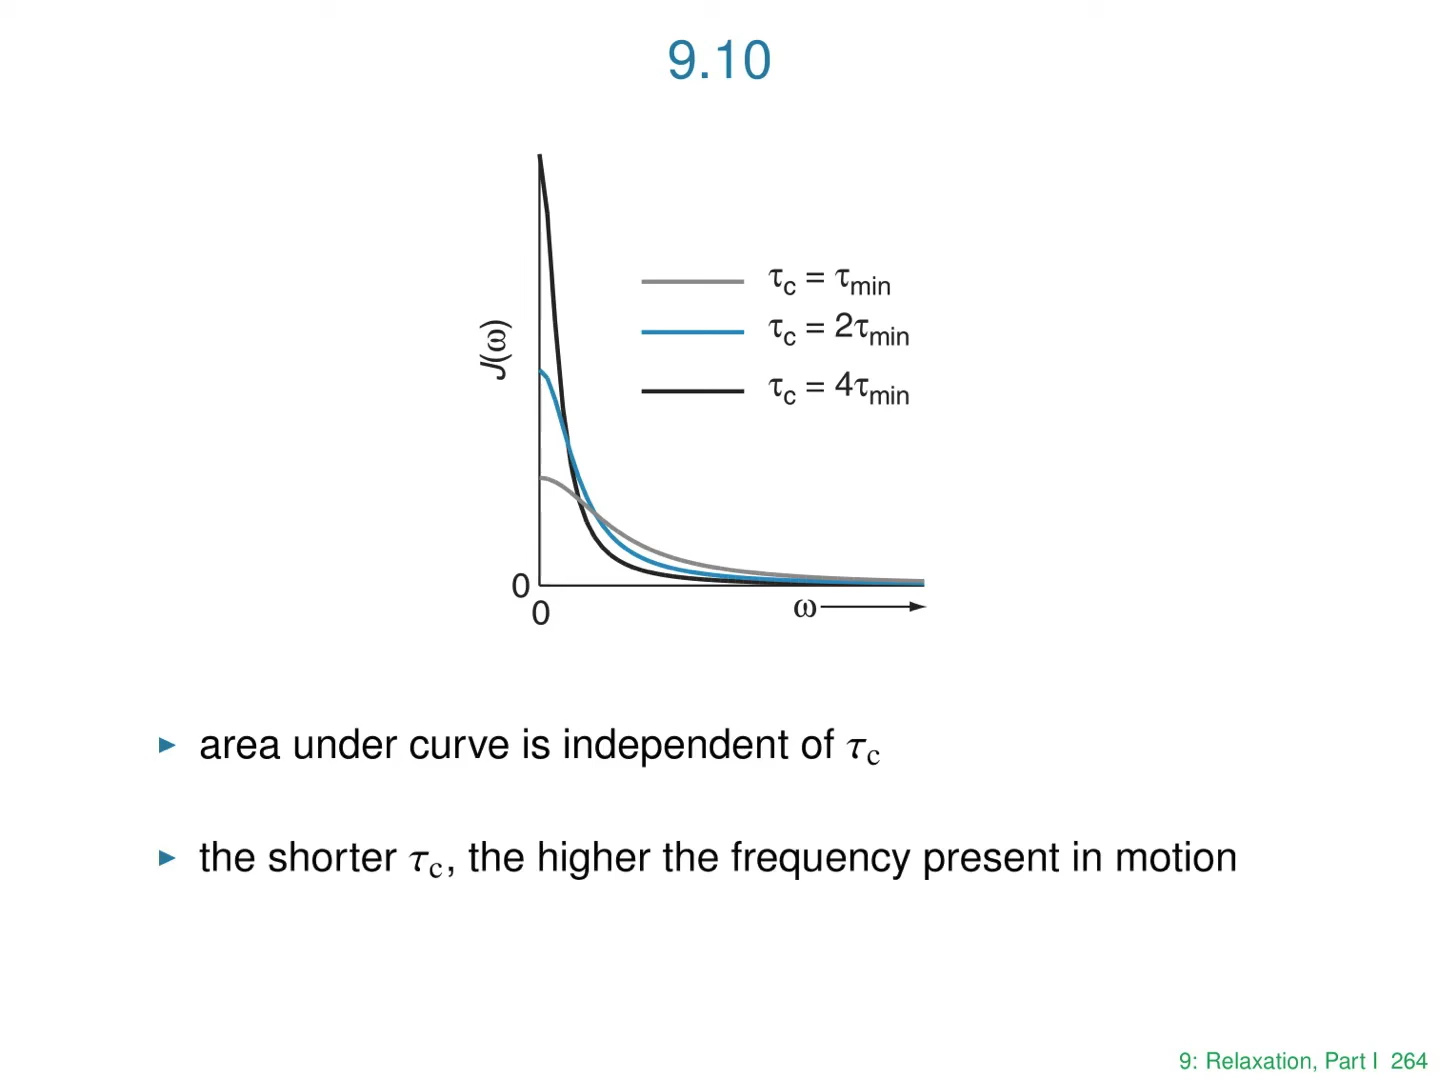 9.10
J(ω)
τc = τmin
τc = 2τmin
τc = 4τmin
0
0
ω
▶ area under curve is independent of τc
▶ the shorter τc, the higher the frequency present in motion
9: Relaxation, Part I 264